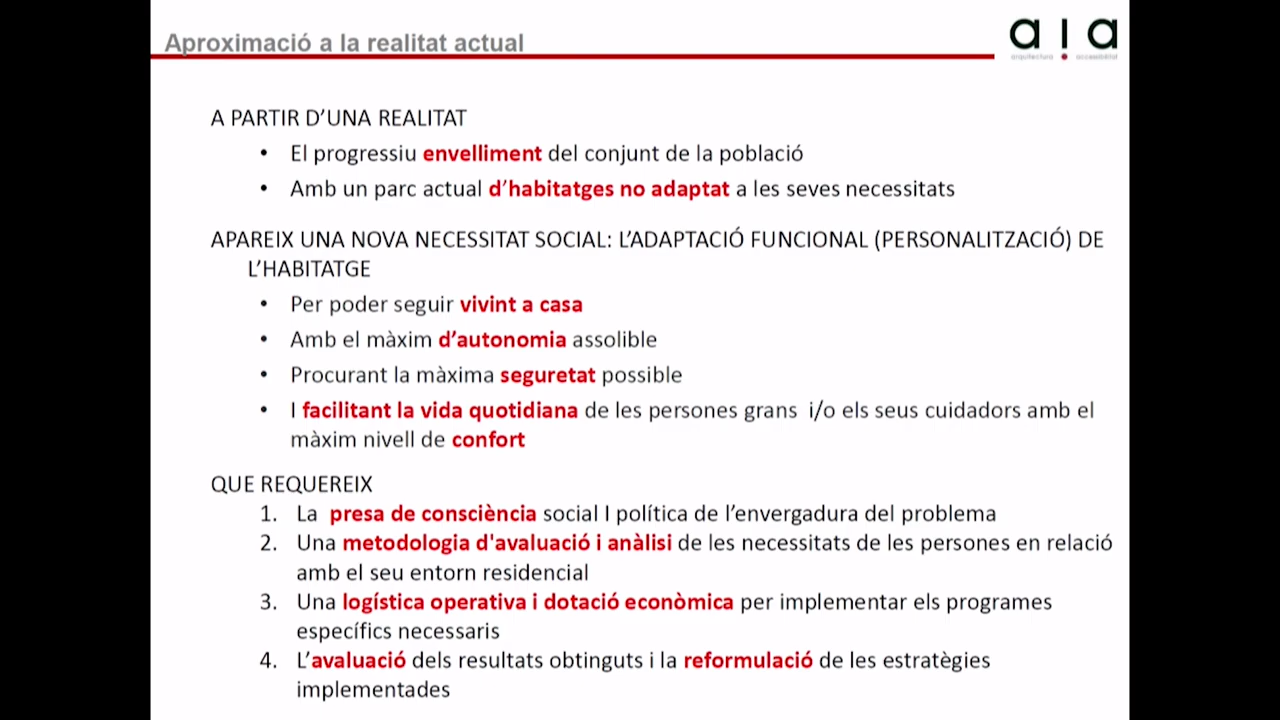 Aproximació a la realitat actual
a|a
arquitectura accessibilitat
A PARTIR D’UNA REALITAT
• El progressiu envelliment del conjunt de la població
• Amb un parc actual d’habitatges no adaptat a les seves necessitats
APAREIX UNA NOVA NECESSITAT SOCIAL: L’ADAPTACIÓ FUNCIONAL (PERSONALITZACIÓ) DE
L’HABITATGE
• Per poder seguir vivint a casa
• Amb el màxim d’autonomia assolible
• Procurant la màxima seguretat possible
• I facilitant la vida quotidiana de les persones grans i/o els seus cuidadors amb el
màxim nivell de confort
QUE REQUEREIX
1. La presa de consciència social I política de l’envergadura del problema
2. Una metodologia d'avaluació i anàlisi de les necessitats de les persones en relació
amb el seu entorn residencial
3. Una logística operativa i dotació econòmica per implementar els programes
específics necessaris
4. L’avaluació dels resultats obtinguts i la reformulació de les estratègies
implementades